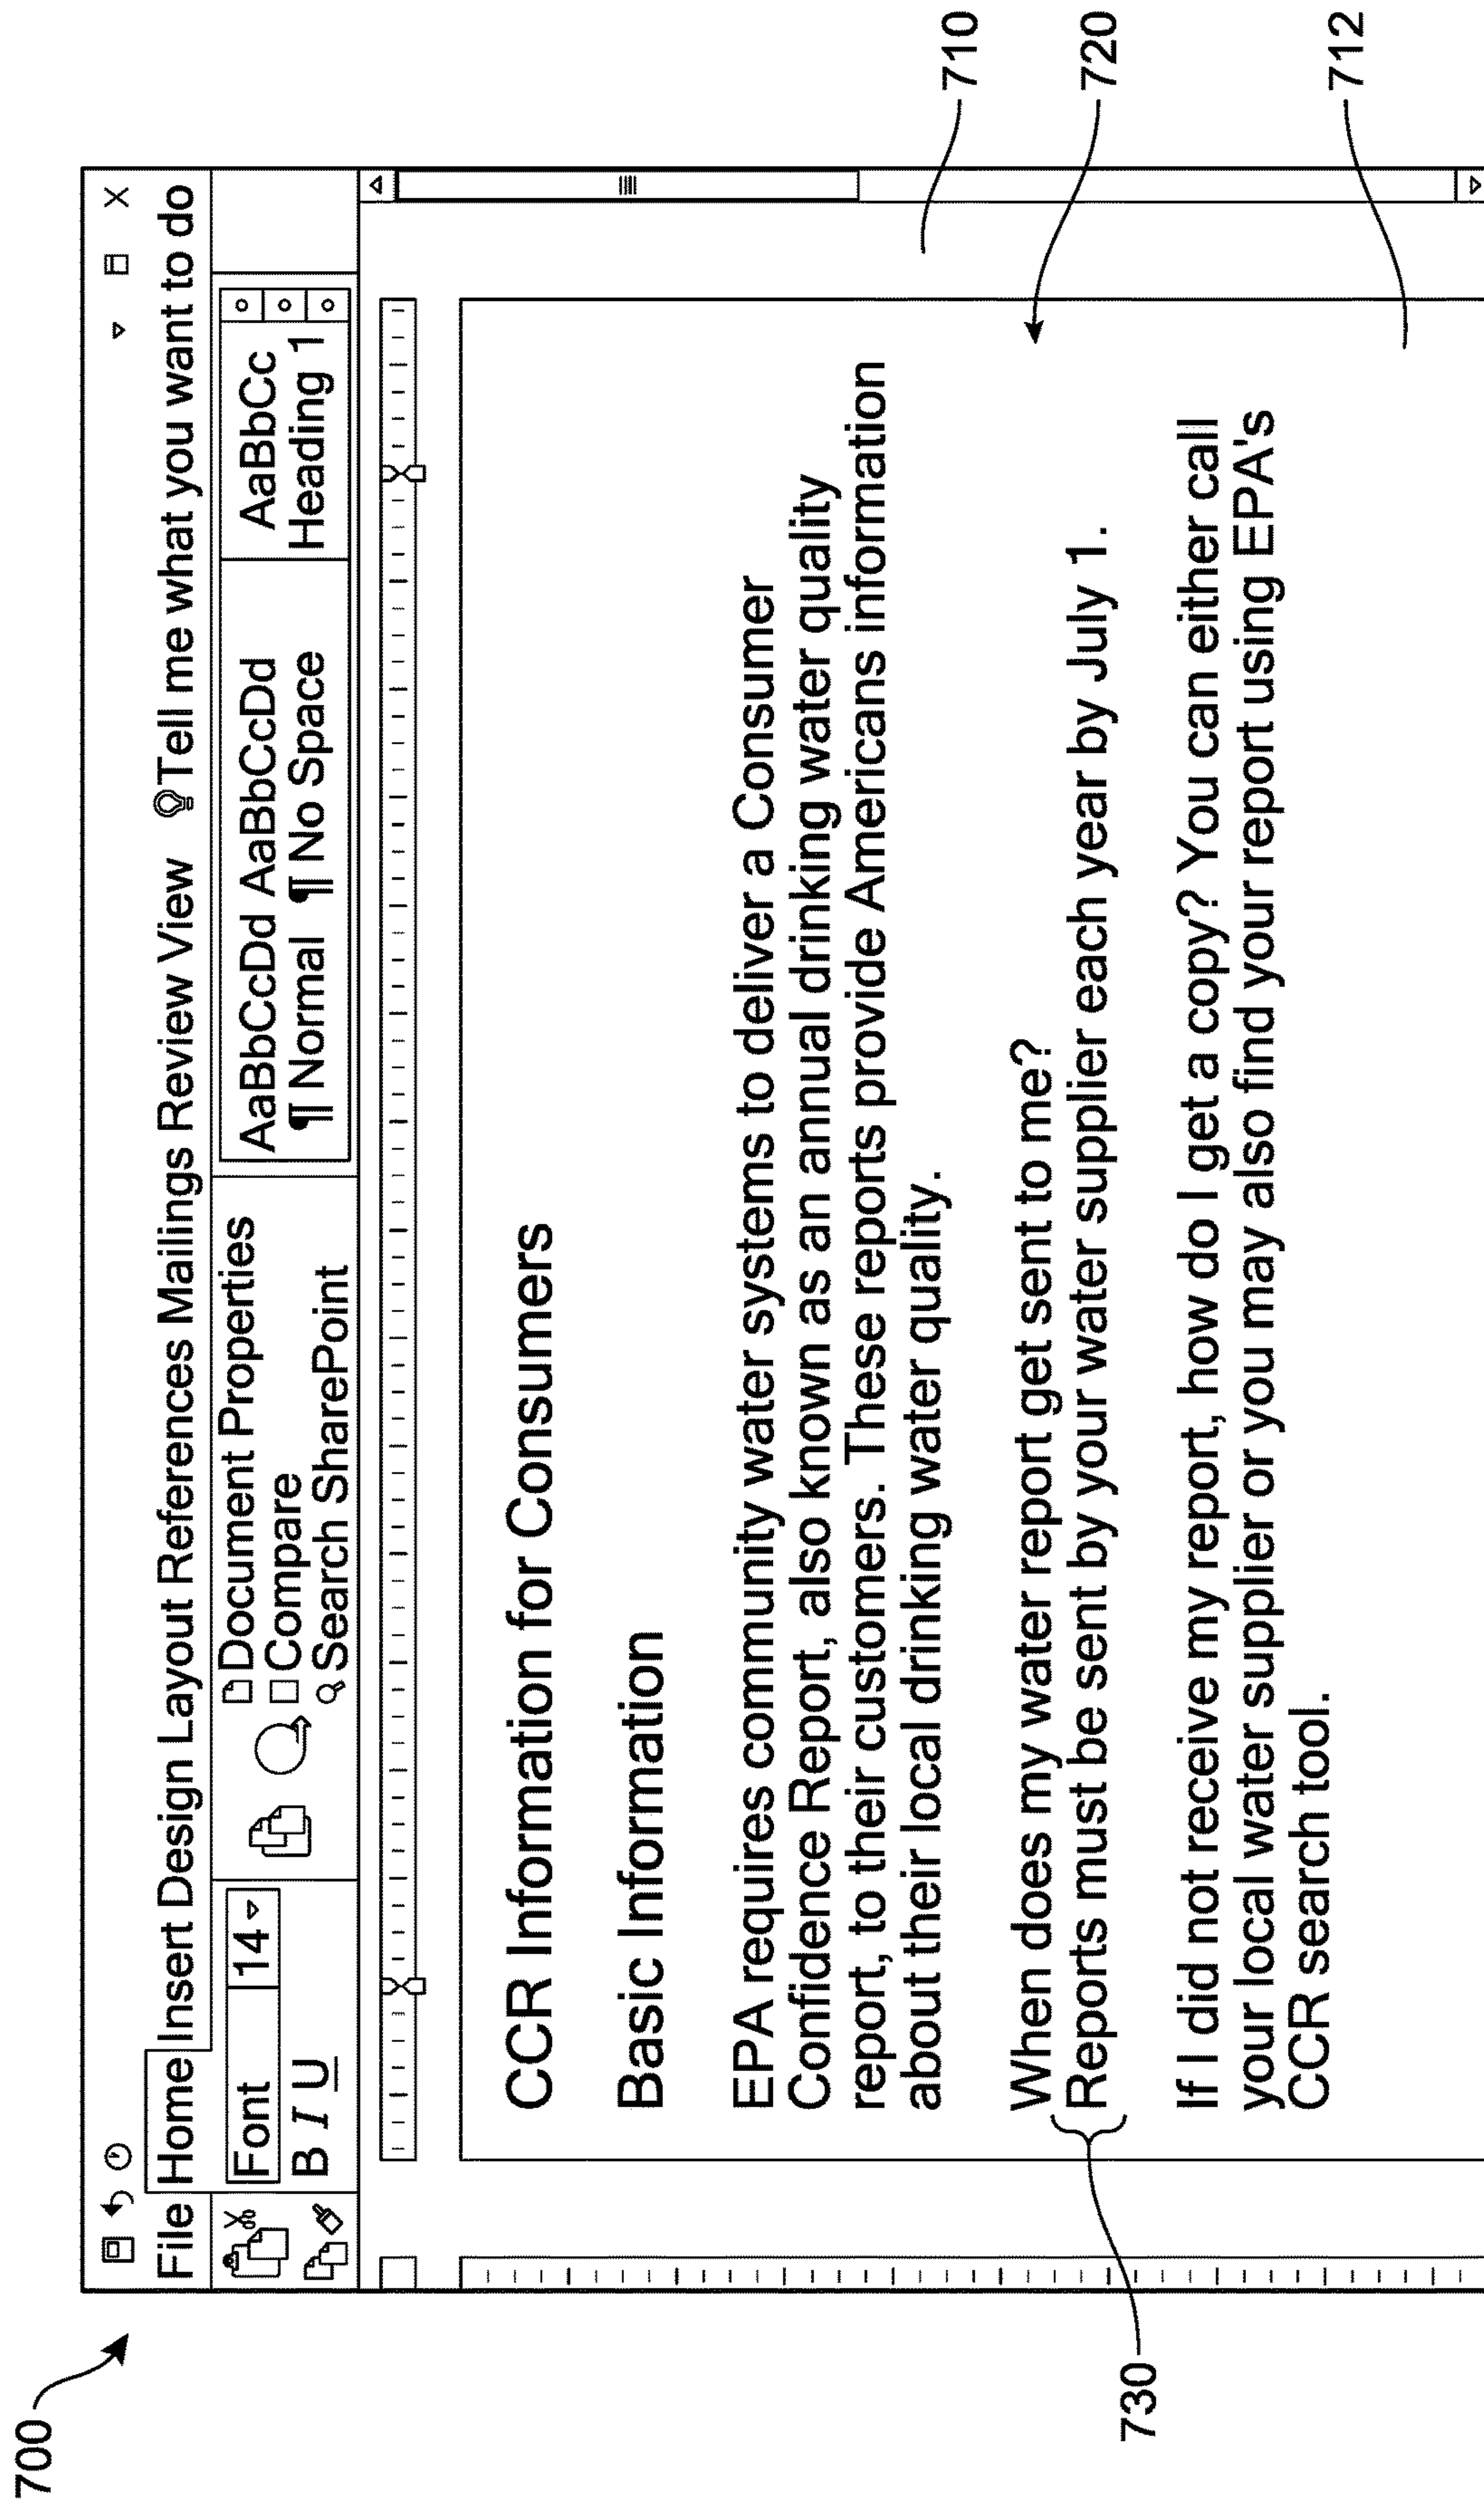 700
File Home Insert Design Layout References Mailings Review View Tell me what you want to do
X
Font 14
B I U
Document Properties
Compare
Search SharePoint
AaBbCcDd AaBbCcDd AaBbCc
¶ Normal ¶ No Space Heading 1
CCR Information for Consumers
Basic Information
EPA requires community water systems to deliver a Consumer
Confidence Report, also known as an annual drinking water quality
report, to their customers. These reports provide Americans information
about their local drinking water quality.
710
When does my water report get sent to me?
Reports must be sent by your water supplier each year by July 1.
720
730
If I did not receive my report, how do I get a copy? You can either call
your local water supplier or you may also find your report using EPA's
CCR search tool.
712